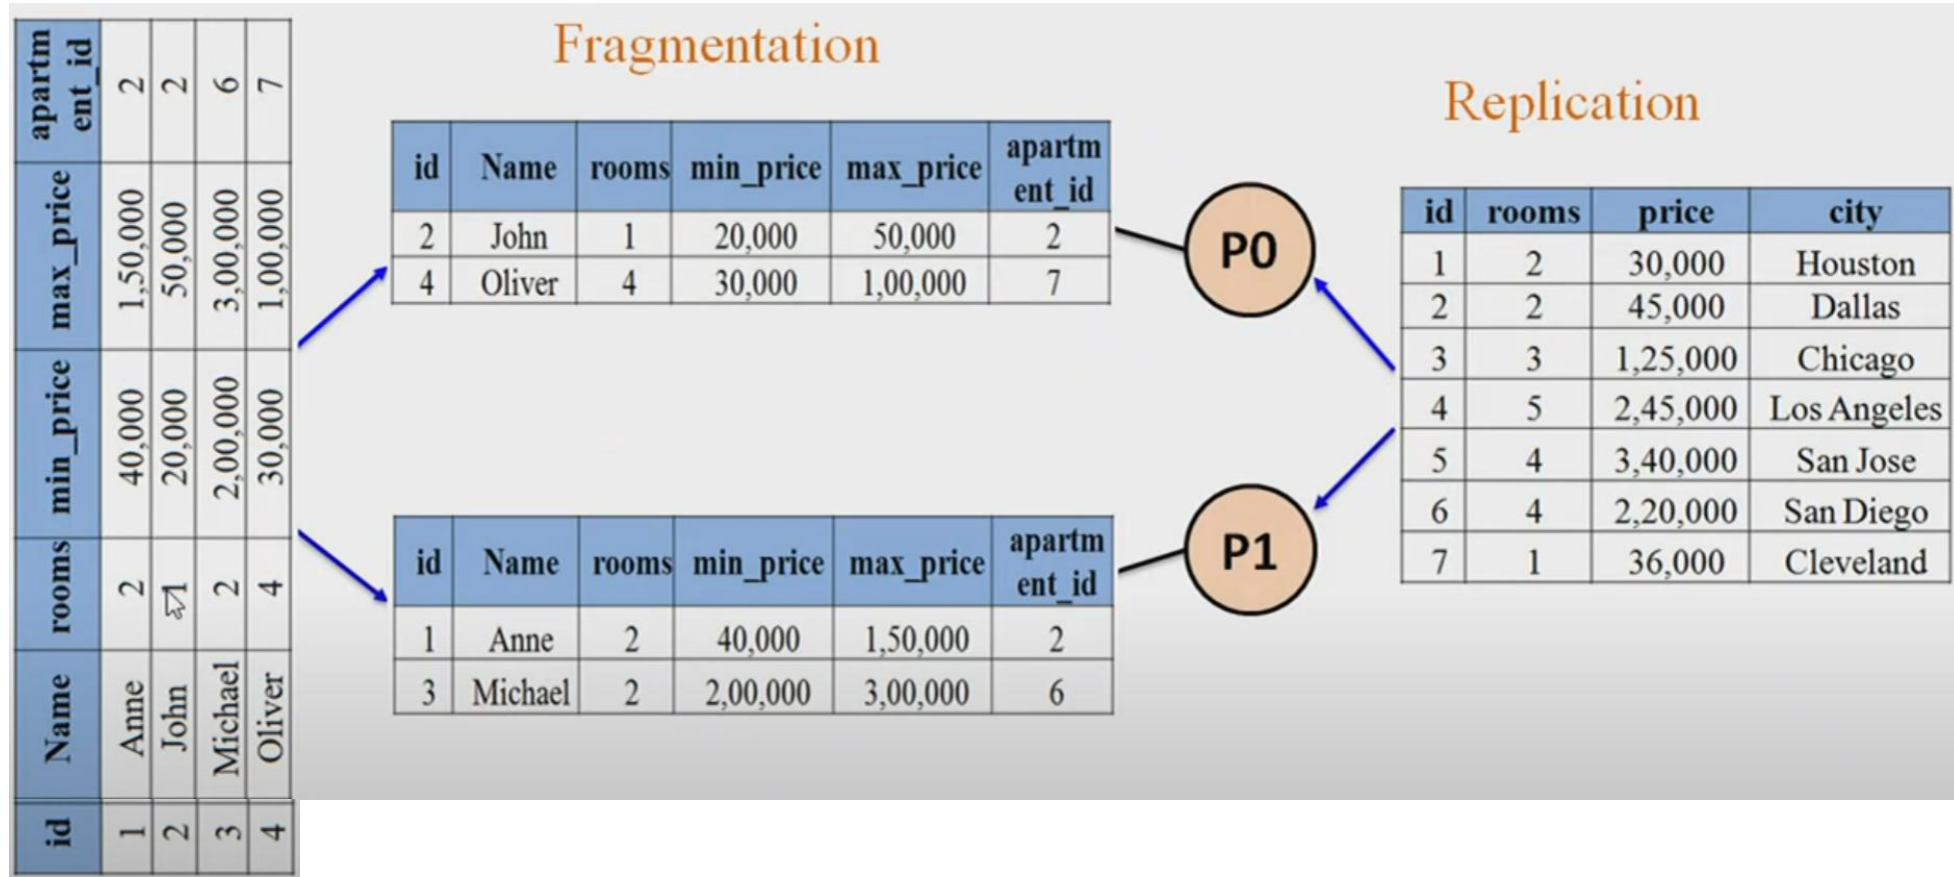 Fragmentation
Replication
id Name rooms min_price max_price apartm
ent_id
1 Anne 2 40,000 1,50,000 2
2 John 1 20,000 50,000 2
3 Michael 2 2,00,000 3,00,000 6
4 Oliver 4 30,000 1,00,000 7
id Name rooms min_price max_price apartm
ent_id
2 John 1 20,000 50,000 2
4 Oliver 4 30,000 1,00,000 7
P0
id Name rooms min_price max_price apartm
ent_id
1 Anne 2 40,000 1,50,000 2
3 Michael 2 2,00,000 3,00,000 6
P1
id rooms price city
1 2 30,000 Houston
2 2 45,000 Dallas
3 3 1,25,000 Chicago
4 5 2,45,000 Los Angeles
5 4 3,40,000 San Jose
6 4 2,20,000 San Diego
7 1 36,000 Cleveland